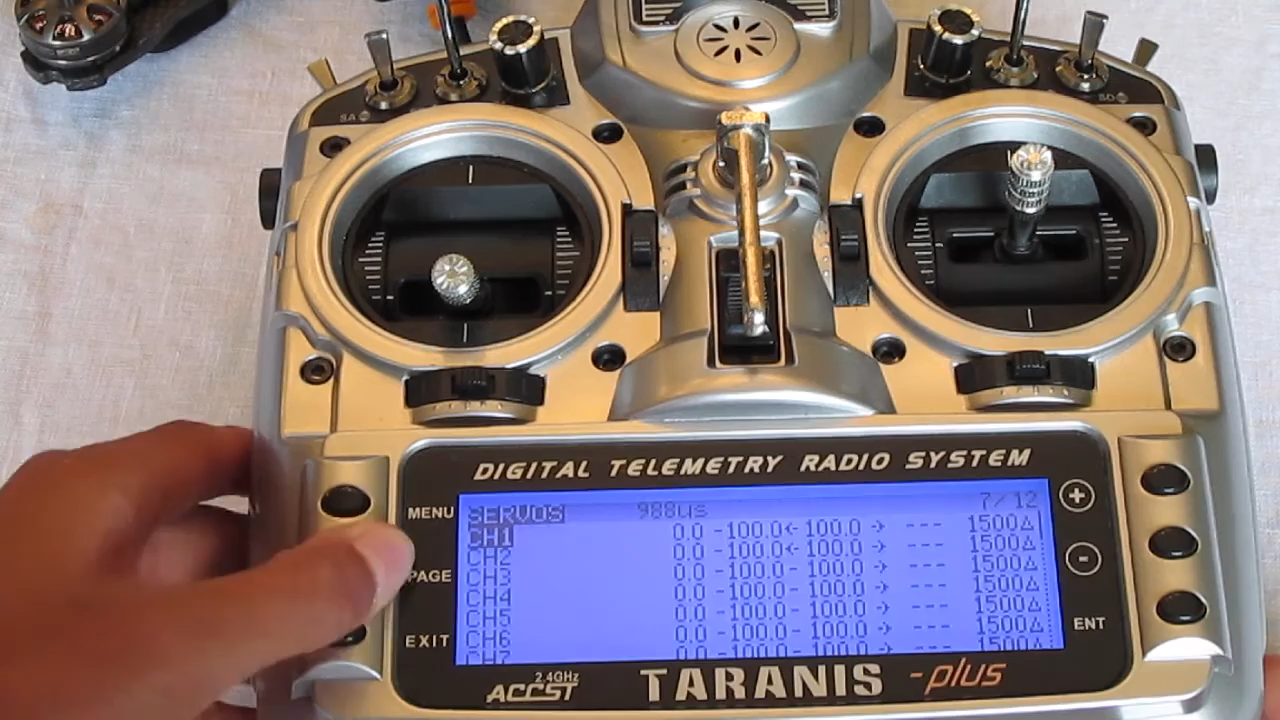 SA
SD
DIGITAL TELEMETRY RADIO SYSTEM
MENU
PAGE
EXIT
SERVOS 988us 7/12
CH1 0.0 -100.0← 100.0 → --- 1500△
CH2 0.0 -100.0← 100.0 → --- 1500△
CH3 0.0 -100.0- 100.0 → --- 1500△
CH4 0.0 -100.0- 100.0 → --- 1500△
CH5 0.0 -100.0- 100.0 → --- 1500△
CH6 0.0 -100.0- 100.0 → --- 1500△
CH7
+
-
ENT
2.4GHz
ACCST
TARANIS -plus